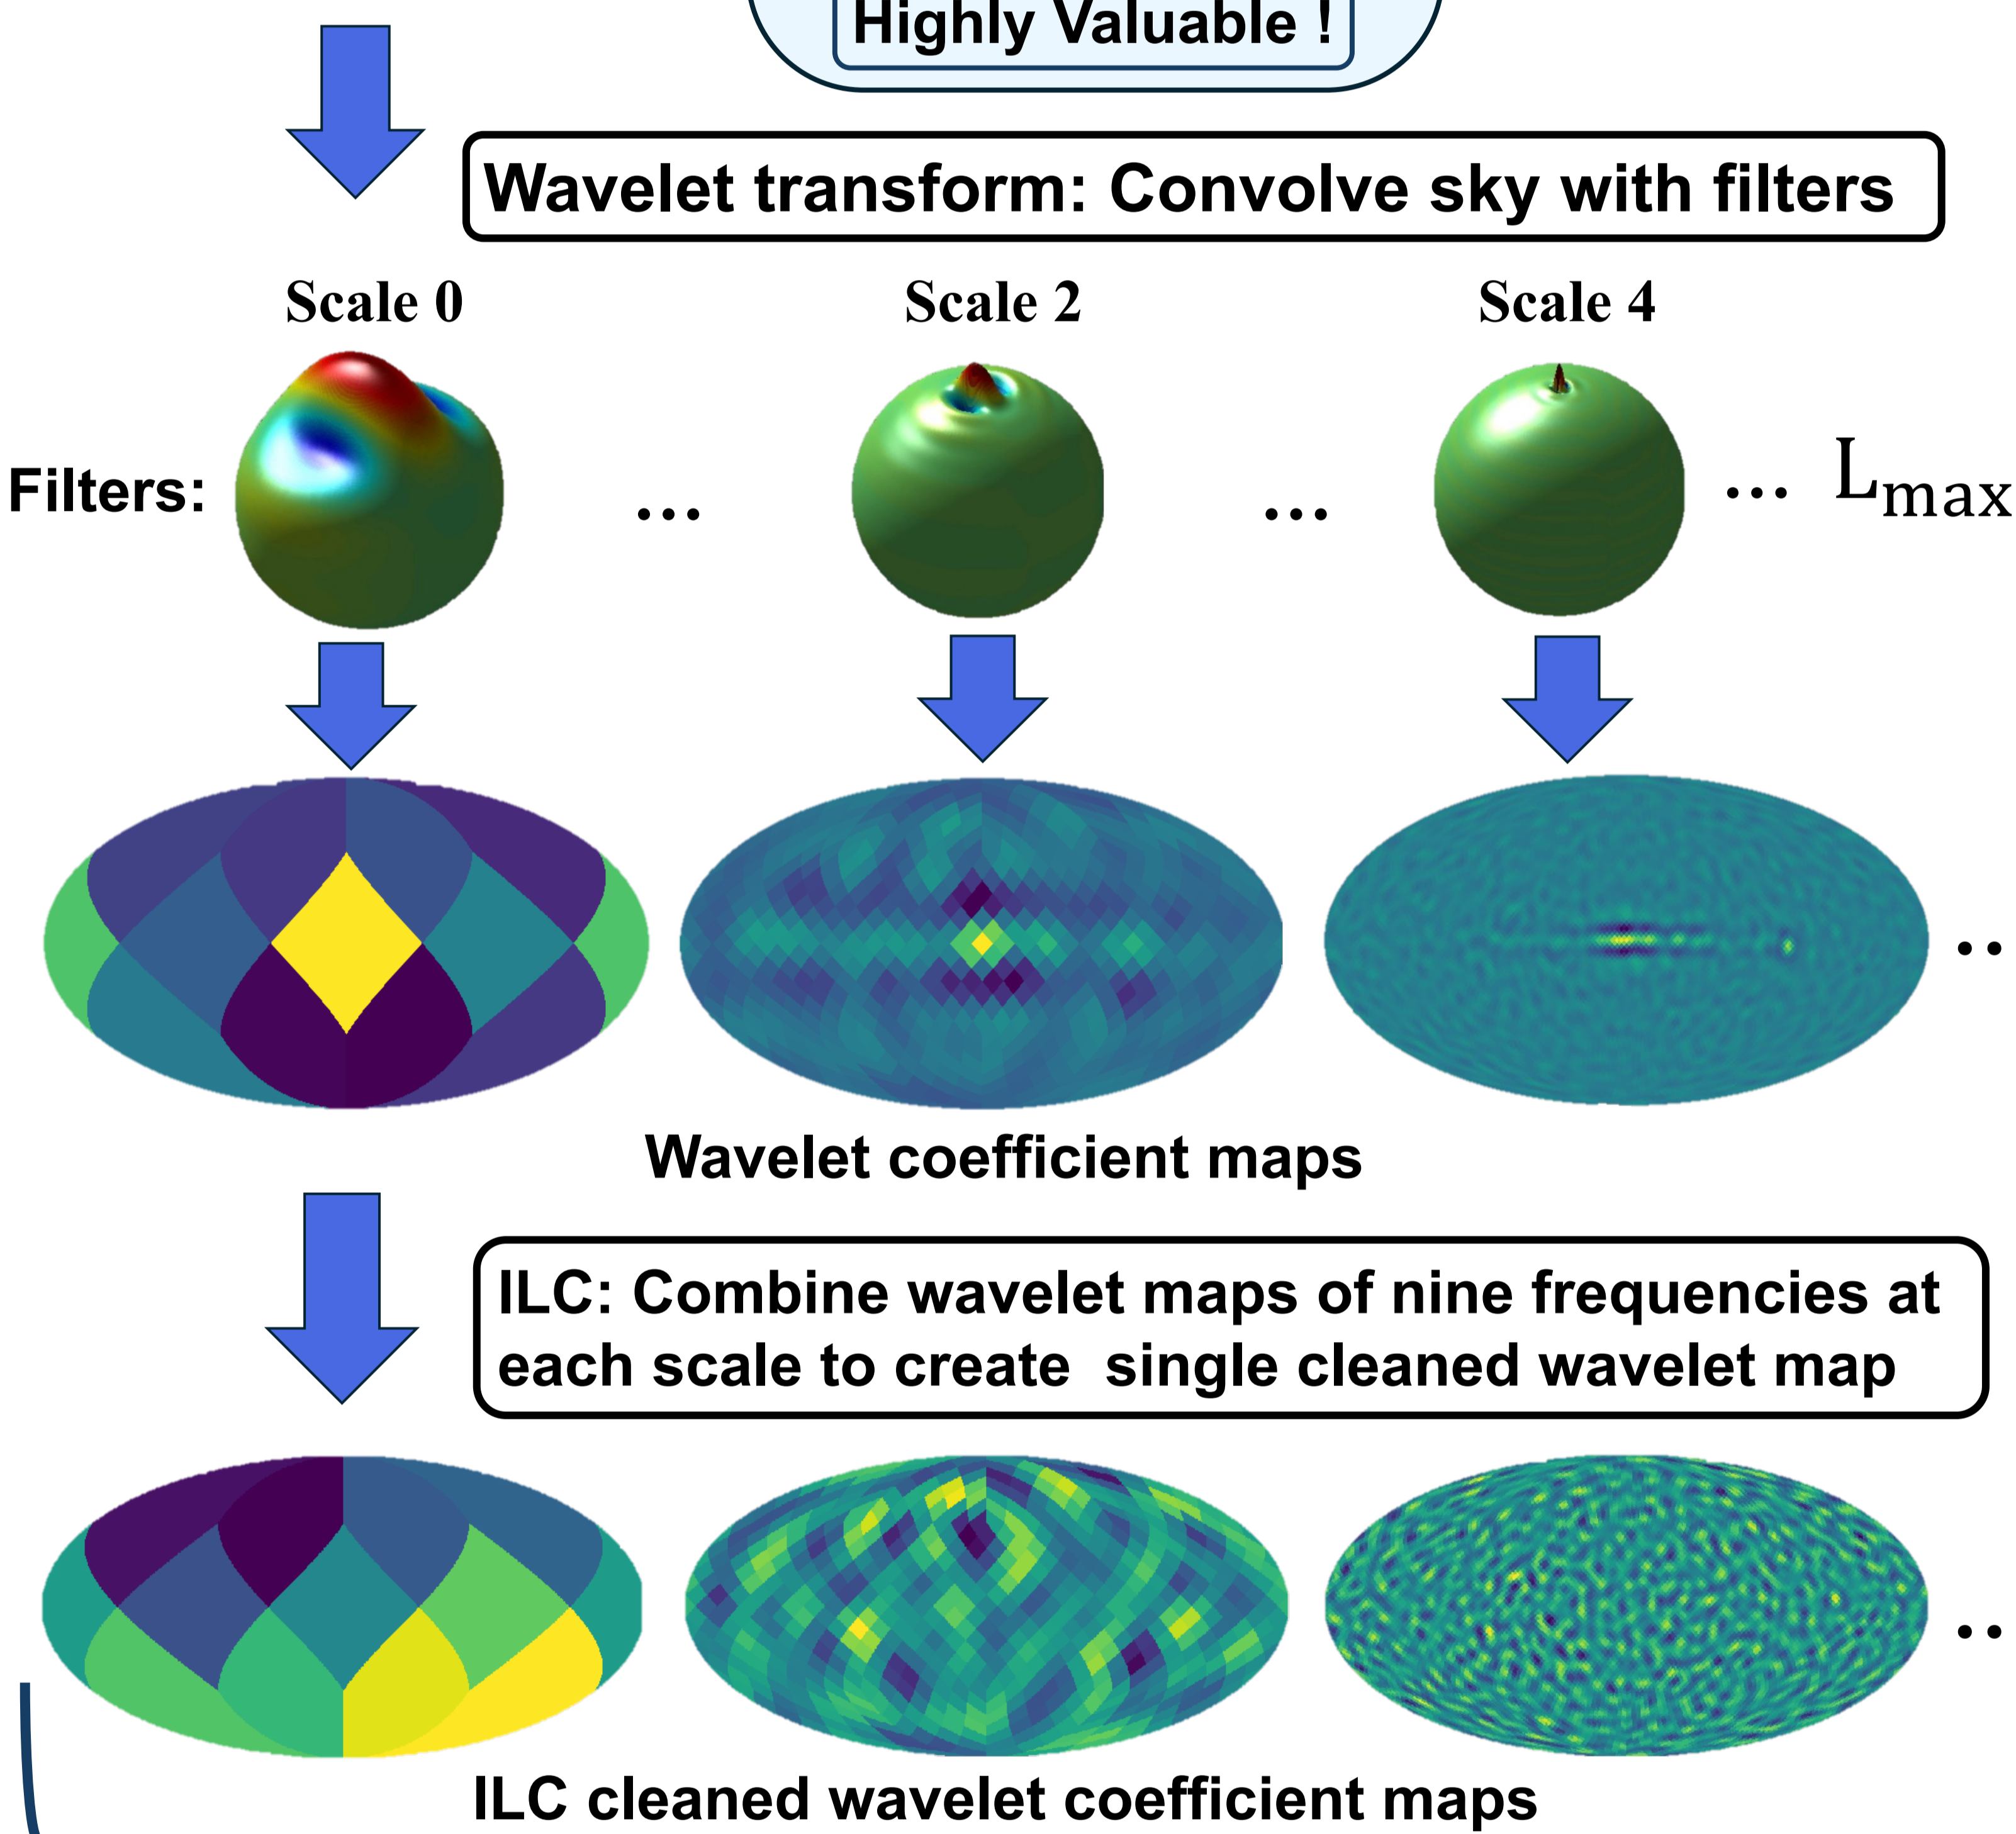 Highly Valuable !
Wavelet transform: Convolve sky with filters
Scale 0 Scale 2 Scale 4
Filters: ... ... ... Lmax
..
Wavelet coefficient maps
ILC: Combine wavelet maps of nine frequencies at
each scale to create single cleaned wavelet map
..
ILC cleaned wavelet coefficient maps